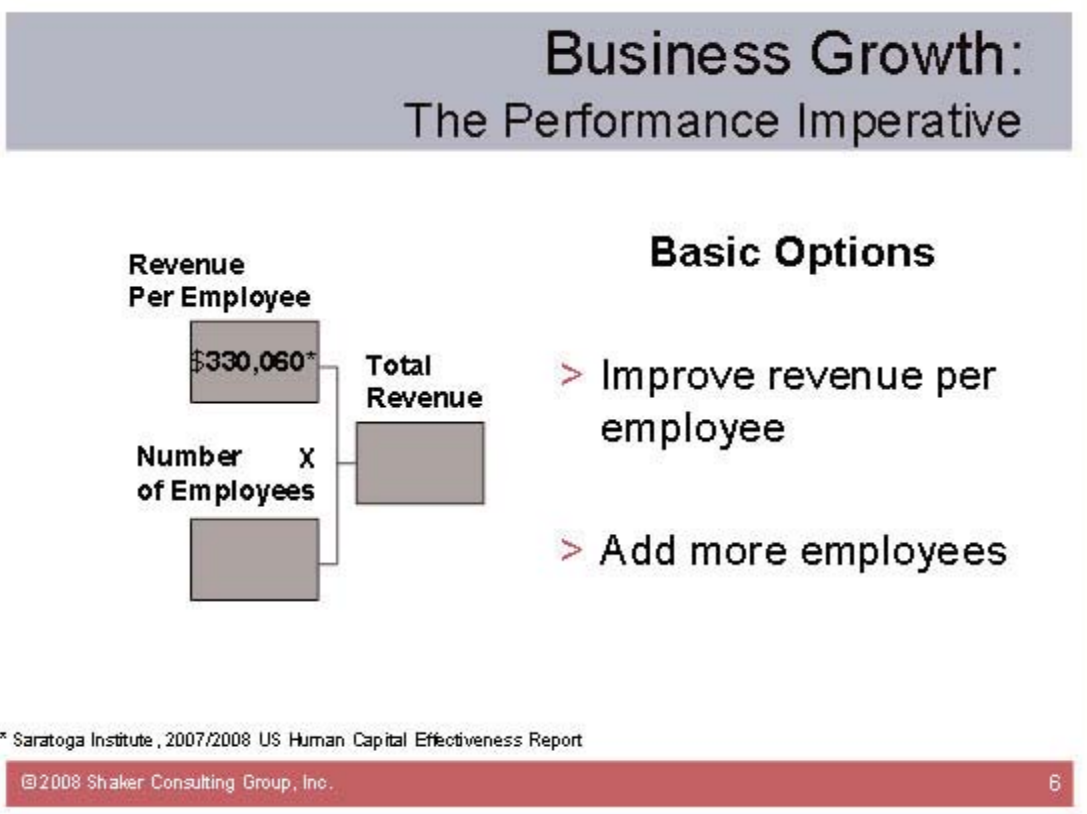 Business Growth:
The Performance Imperative
Revenue
Per Employee
$330,060*
Number X
of Employees
Total
Revenue
Basic Options
> Improve revenue per
employee
> Add more employees
* Saratoga Institute, 2007/2008 US Human Capital Effectiveness Report
©2008 Shaker Consulting Group, Inc.
6